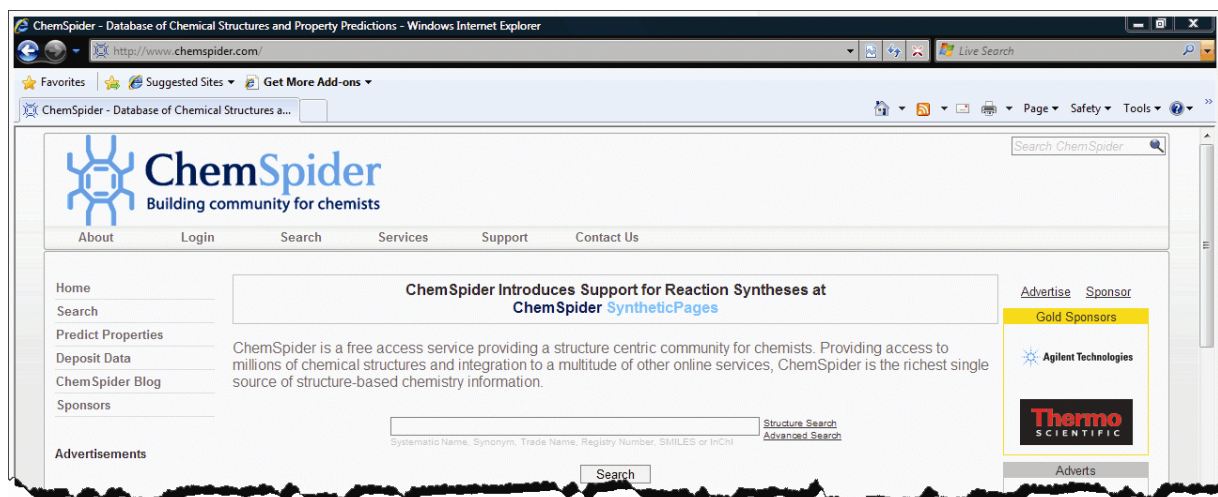 ChemSpider - Database of Chemical Structures and Property Predictions - Windows Internet Explorer
http://www.chemspider.com/
Live Search
Favorites Suggested Sites Get More Add-ons
ChemSpider - Database of Chemical Structures a...
Page Safety Tools
Search ChemSpider
ChemSpider
Building community for chemists
About Login Search Services Support Contact Us
Home
Search
Predict Properties
Deposit Data
ChemSpider Blog
Sponsors
Advertisements
ChemSpider Introduces Support for Reaction Syntheses at
ChemSpider SyntheticPages
ChemSpider is a free access service providing a structure centric community for chemists. Providing access to
millions of chemical structures and integration to a multitude of other online services, ChemSpider is the richest single
source of structure-based chemistry information.
Structure Search
Advanced Search
Systematic Name, Synonym, Trade Name, Registry Number, SMILES or InChI
Search
Advertise Sponsor
Gold Sponsors
Agilent Technologies
Thermo
SCIENTIFIC
Adverts